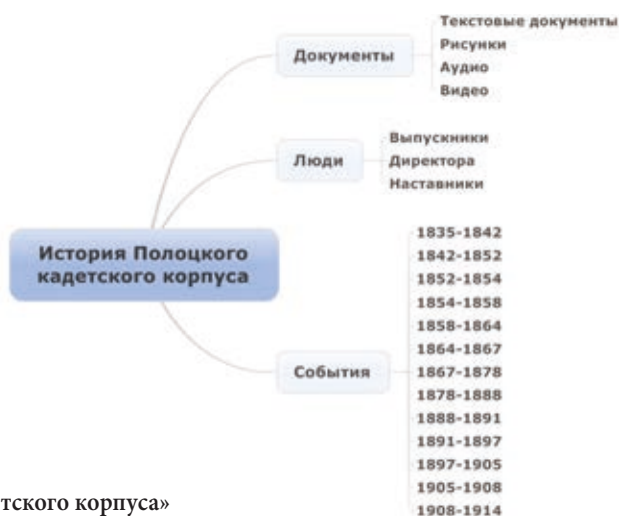 Текстовые документы
Рисунки
Аудио
Видео
Документы
Выпускники
Директора
Наставники
Люди
История Полоцкого
кадетского корпуса
1835-1842
1842-1852
1852-1854
1854-1858
1858-1864
1864-1867
1867-1878
1878-1888
1888-1891
1891-1897
1897-1905
1905-1908
1908-1914
События
тского корпуса»